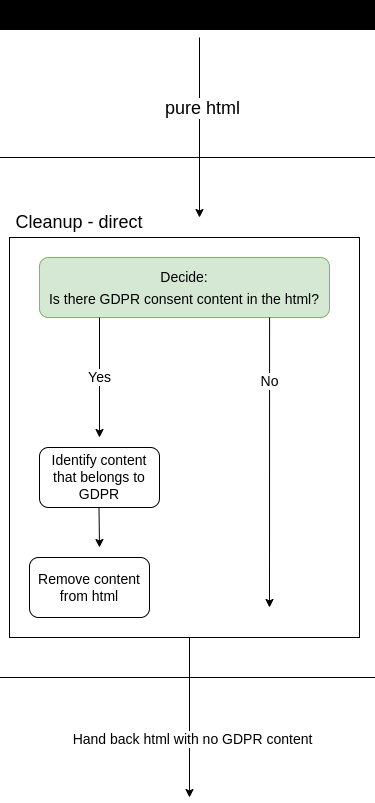 pure html
Cleanup - direct
Decide:
Is there GDPR consent content in the html?
Yes
No
Identify content
that belongs to
GDPR
Remove content
from html
Hand back html with no GDPR content